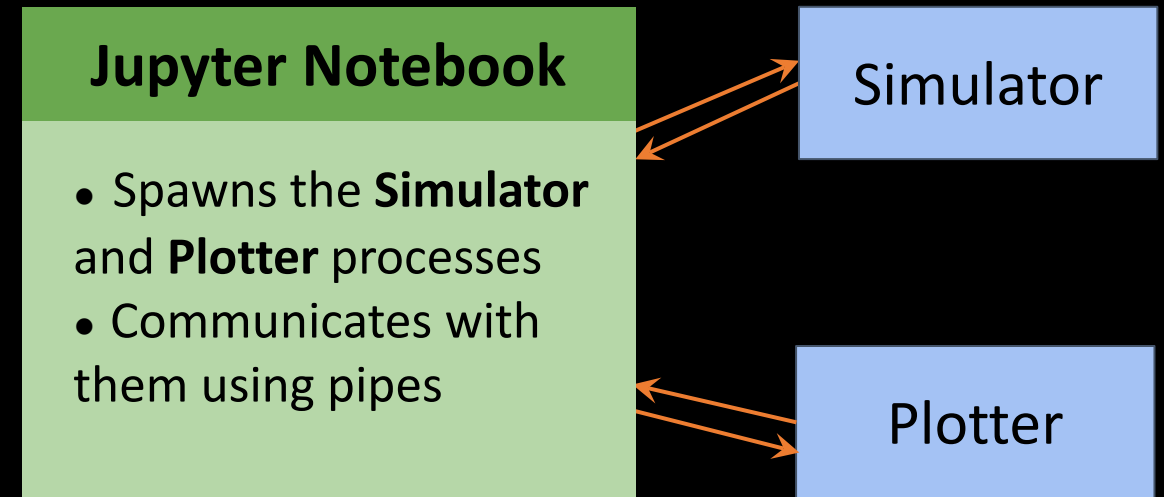 Jupyter Notebook
Simulator
● Spawns the Simulator
and Plotter processes
● Communicates with
them using pipes
Plotter